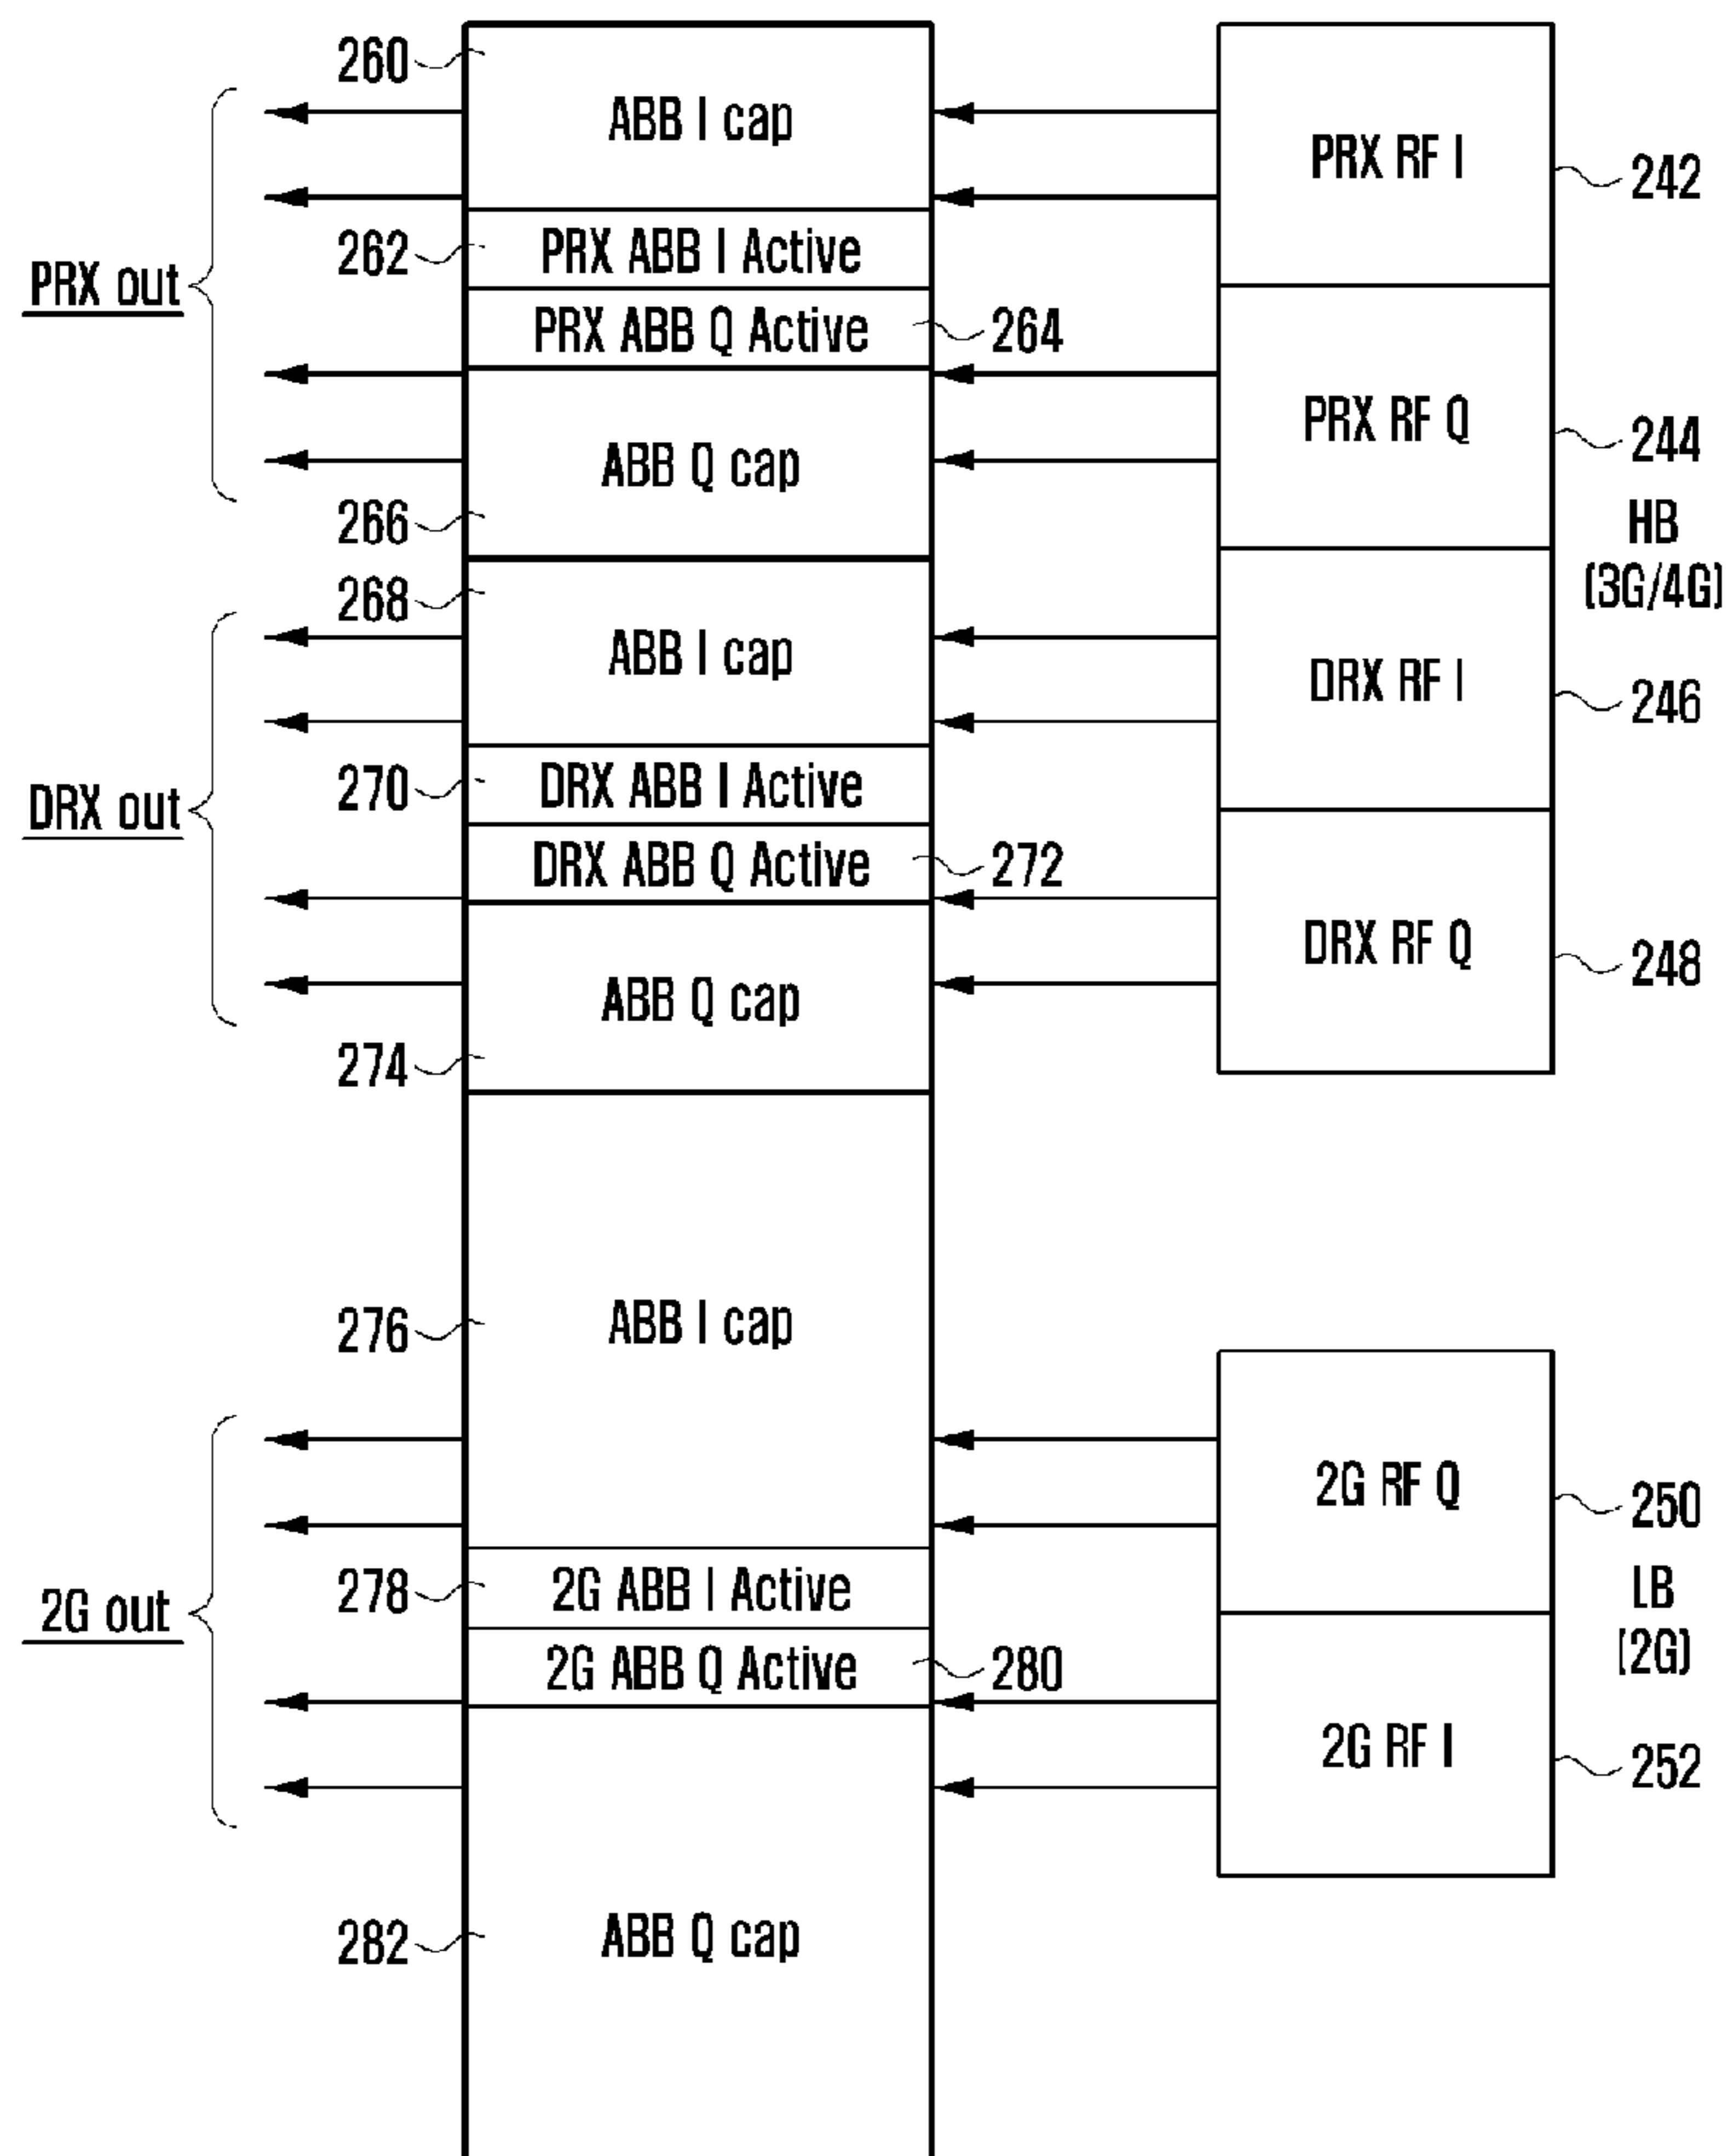 260
ABB I cap
PRX RF I
242
262
PRX ABB I Active
PRX out
PRX ABB Q Active
264
PRX RF Q
244
ABB Q cap
266
HB
(3G/4G)
268
ABB I cap
DRX RF I
246
270
DRX ABB I Active
DRX out
DRX ABB Q Active
272
DRX RF Q
248
ABB Q cap
274
276
ABB I cap
2G RF Q
250
278
2G ABB I Active
LB
(2G)
2G out
2G ABB Q Active
280
2G RF I
252
282
ABB Q cap